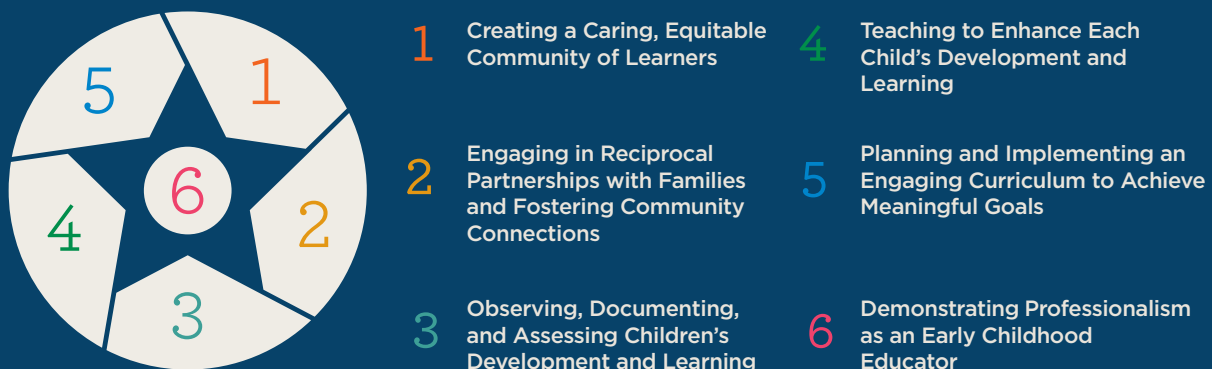 5
1
6
4
2
3
1
Creating a Caring, Equitable
Community of Learners
2
Engaging in Reciprocal
Partnerships with Families
and Fostering Community
Connections
3
Observing, Documenting,
and Assessing Children’s
Development and Learning
4
Teaching to Enhance Each
Child’s Development and
Learning
5
Planning and Implementing an
Engaging Curriculum to Achieve
Meaningful Goals
6
Demonstrating Professionalism
as an Early Childhood
Educator